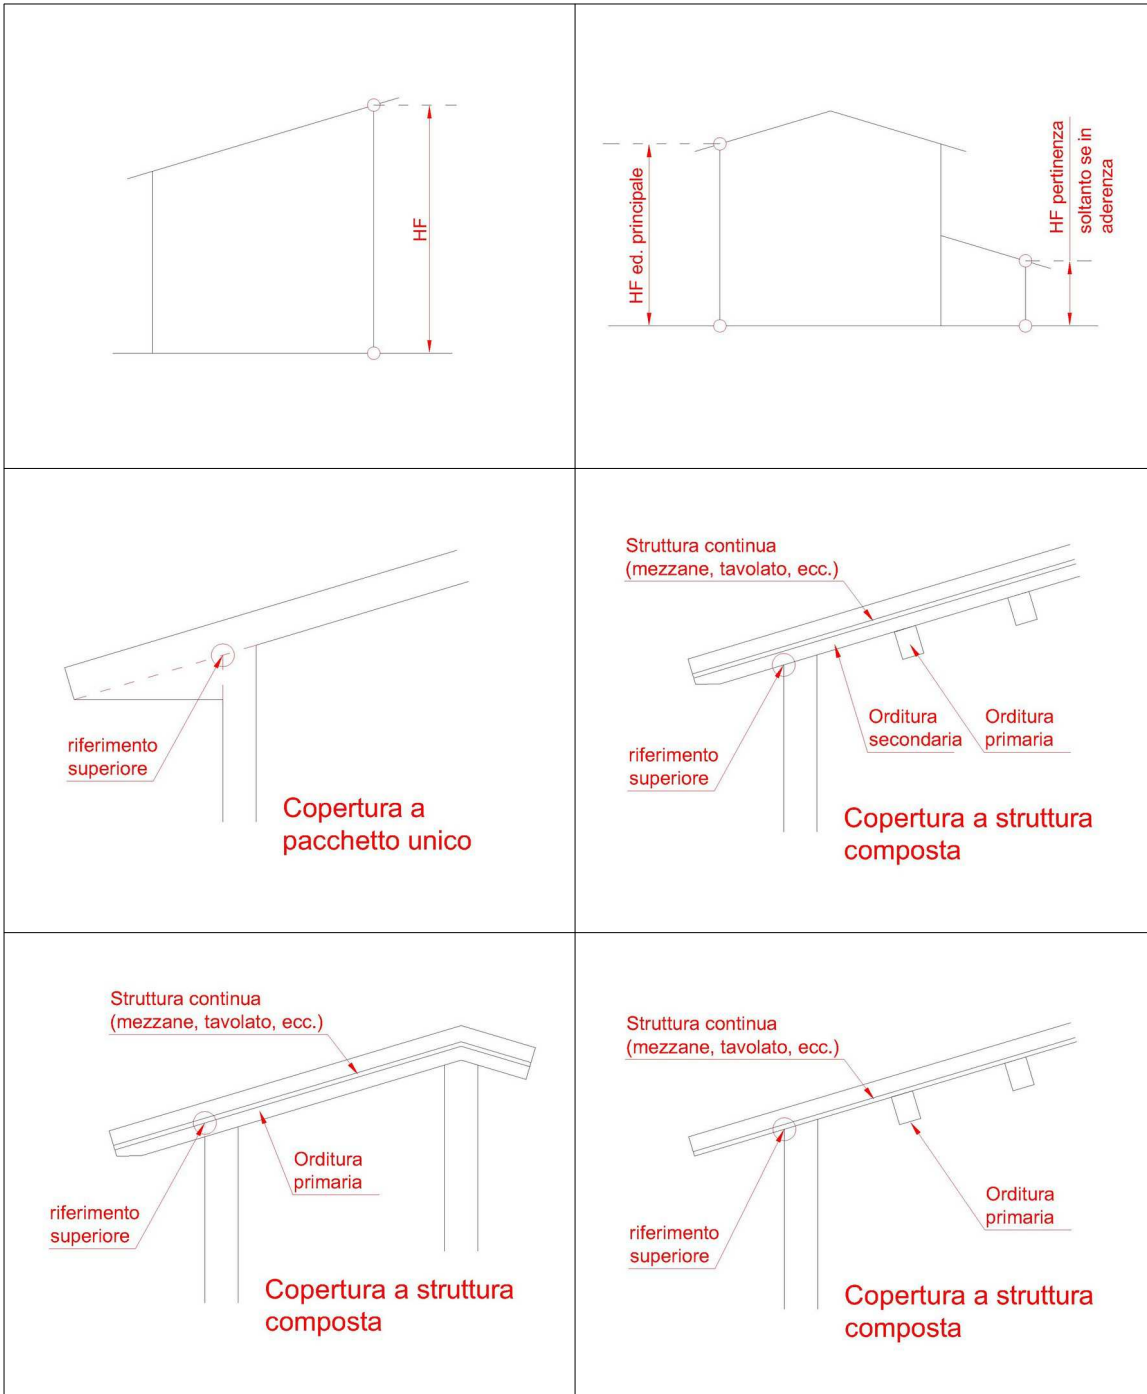 HF
HF ed. principale
HF pertinenza
soltanto se in
aderenza
riferimento
superiore
Copertura a
pacchetto unico
Struttura continua
(mezzane, tavolato, ecc.)
Orditura
secondaria
Orditura
primaria
riferimento
superiore
Copertura a struttura
composta
Struttura continua
(mezzane, tavolato, ecc.)
Orditura
primaria
riferimento
superiore
Copertura a struttura
composta
Struttura continua
(mezzane, tavolato, ecc.)
Orditura
primaria
riferimento
superiore
Copertura a struttura
composta